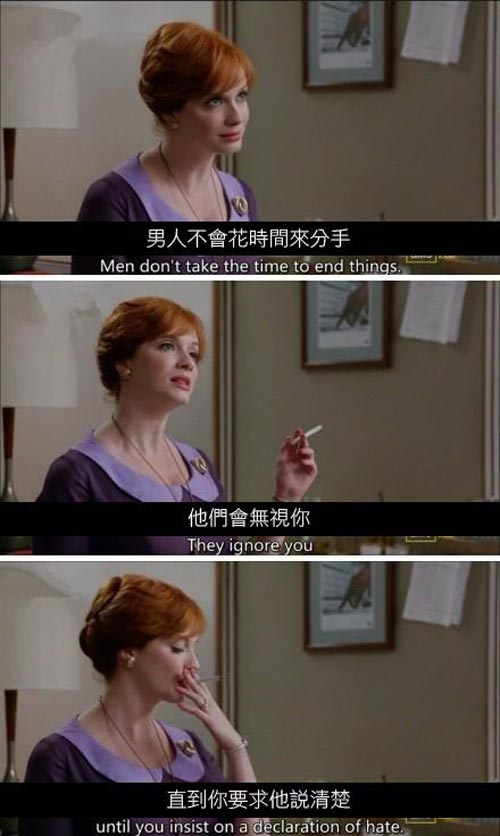 男人不會花時間來分手
Men don't take the time to end things.
他們會無視你
They ignore you
直到你要求他説清楚
until you insist on a declaration of hate.